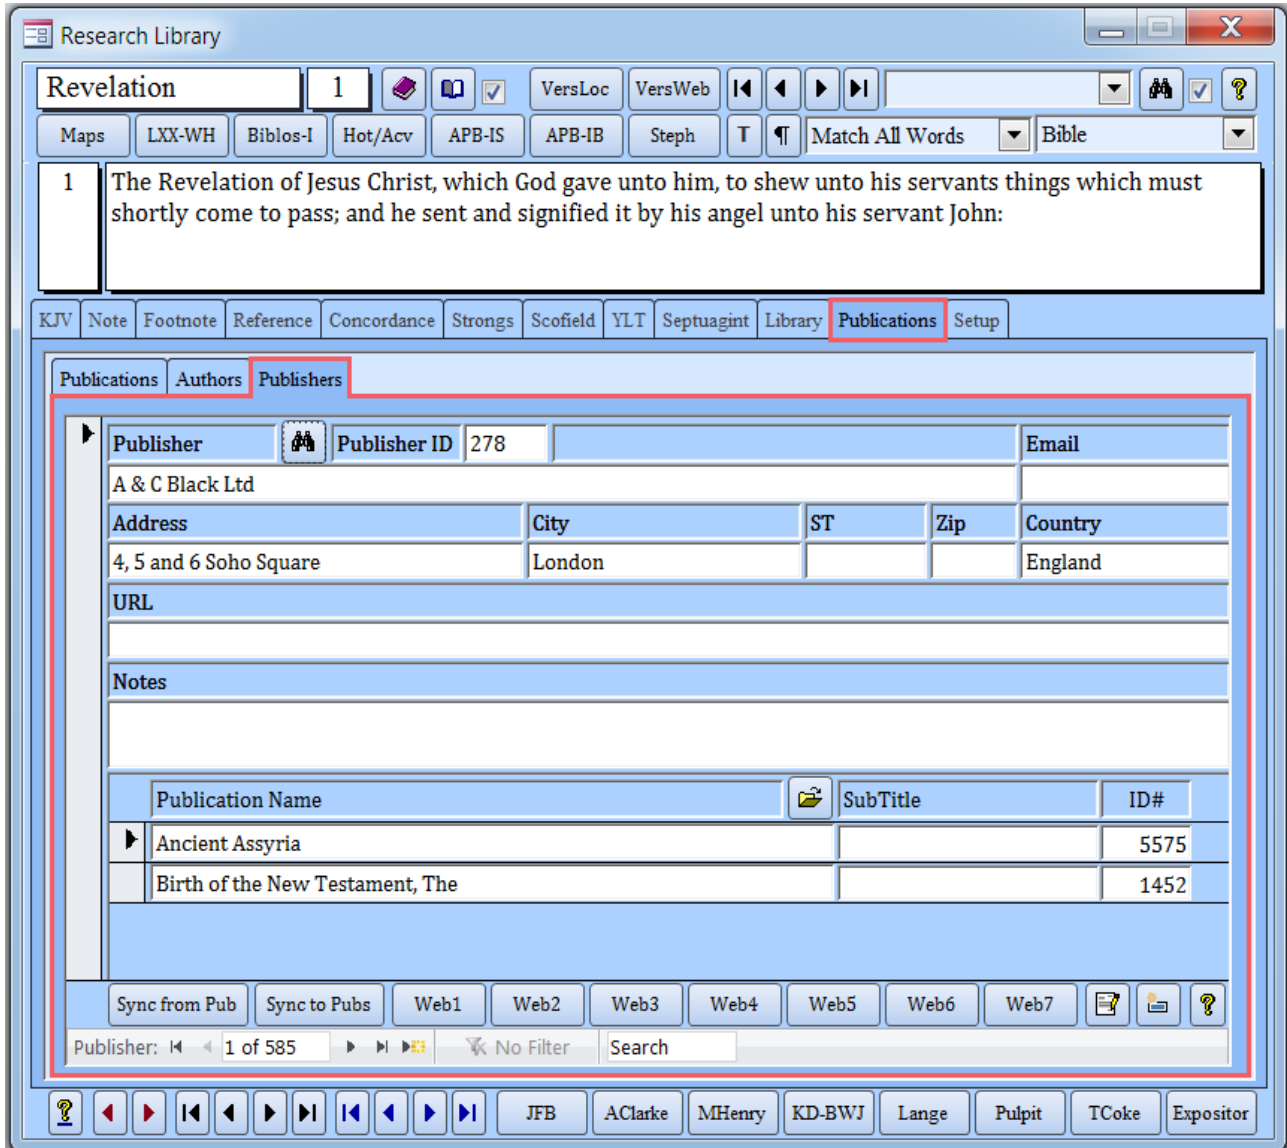 Research Library
Revelation 1 VersLoc VersWeb
Maps LXX-WH Biblos-I Hot/Acv APB-IS APB-IB Steph T ¶ Match All Words Bible
1 The Revelation of Jesus Christ, which God gave unto him, to shew unto his servants things which must
shortly come to pass; and he sent and signified it by his angel unto his servant John:
KJV Note Footnote Reference Concordance Strongs Scofield YLT Septuagint Library Publications Setup
Publications Authors Publishers
Publisher Publisher ID 278 Email
A & C Black Ltd
Address City ST Zip Country
4, 5 and 6 Soho Square London England
URL
Notes
Publication Name SubTitle ID#
Ancient Assyria 5575
Birth of the New Testament, The 1452
Sync from Pub Sync to Pubs Web1 Web2 Web3 Web4 Web5 Web6 Web7 ?
Publisher: 1 of 585 No Filter Search
? JFB AClarke MHenry KD-BWJ Lange Pulpit TCoke Expositor